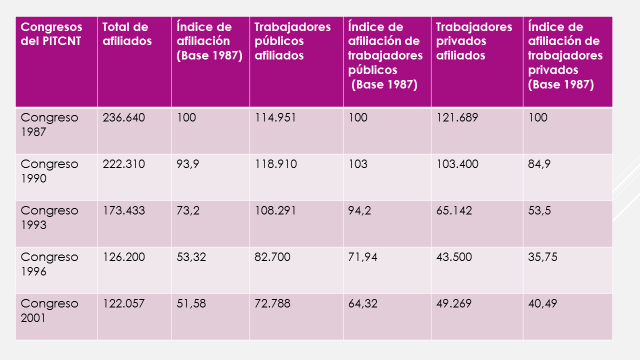 Congresos del PITCNT | Total de afiliados | Índice de afiliación (Base 1987) | Trabajadores públicos afiliados | Índice de afiliación de trabajadores públicos (Base 1987) | Trabajadores privados afiliados | Índice de afiliación de trabajadores privados (Base 1987)
Congreso 1987 | 236.640 | 100 | 114.951 | 100 | 121.689 | 100
Congreso 1990 | 222.310 | 93,9 | 118.910 | 103 | 103.400 | 84,9
Congreso 1993 | 173.433 | 73,2 | 108.291 | 94,2 | 65.142 | 53,5
Congreso 1996 | 126.200 | 53,32 | 82.700 | 71,94 | 43.500 | 35,75
Congreso 2001 | 122.057 | 51,58 | 72.788 | 64,32 | 49.269 | 40,49